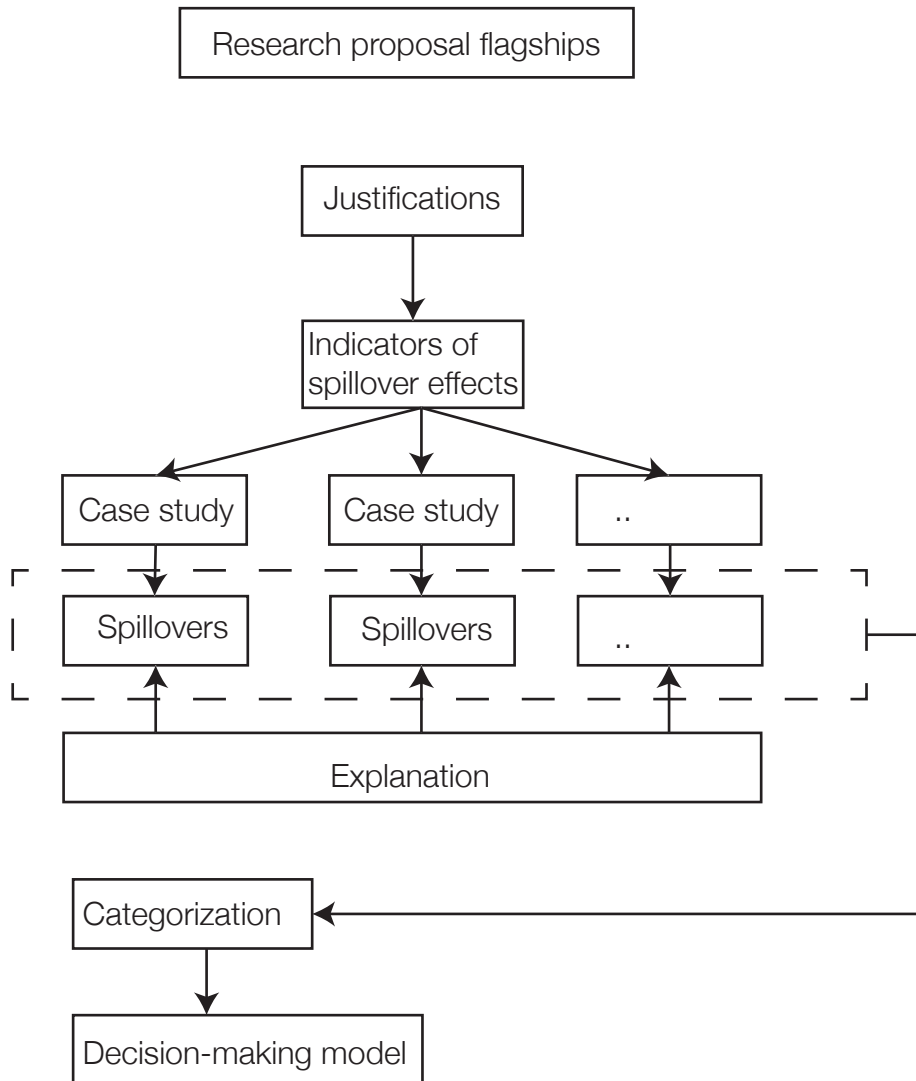 Research proposal flagships
Justifications
Indicators of
spillover effects
Case study
Case study
..
Spillovers
Spillovers
..
Explanation
Categorization
Decision-making model